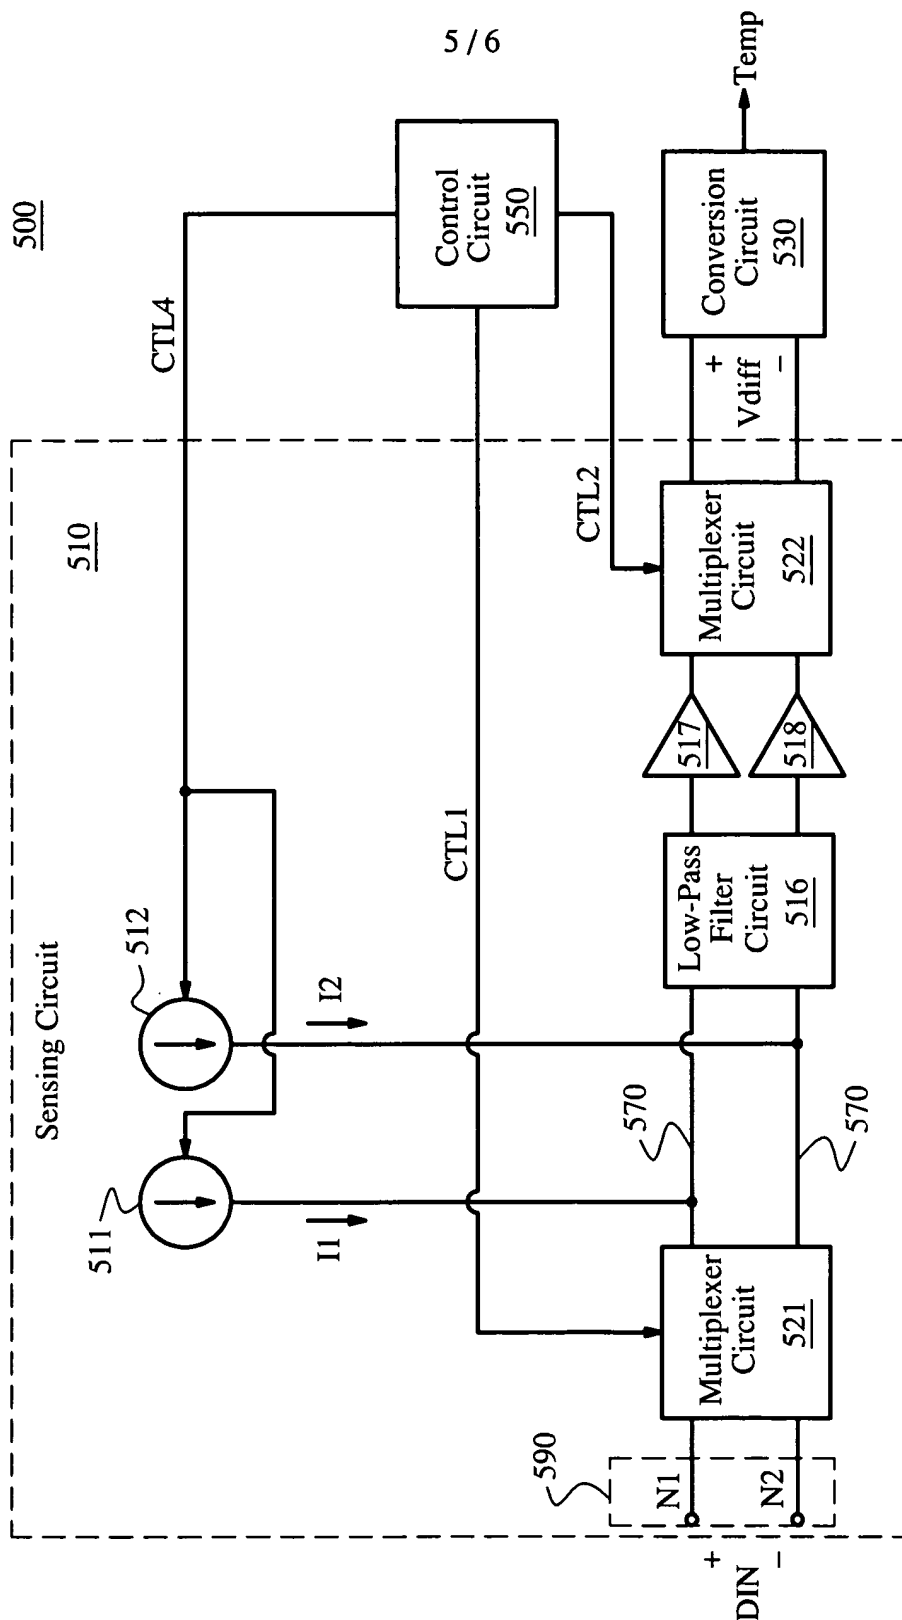 5 / 6
500
Sensing Circuit
510
511
512
I1
I2
CTL4
CTL1
CTL2
Control
Circuit
550
590
DIN
+
−
N1
N2
Multiplexer
Circuit
521
570
570
Low-Pass
Filter
Circuit
516
517
518
Multiplexer
Circuit
522
+
Vdiff
−
Conversion
Circuit
530
Temp